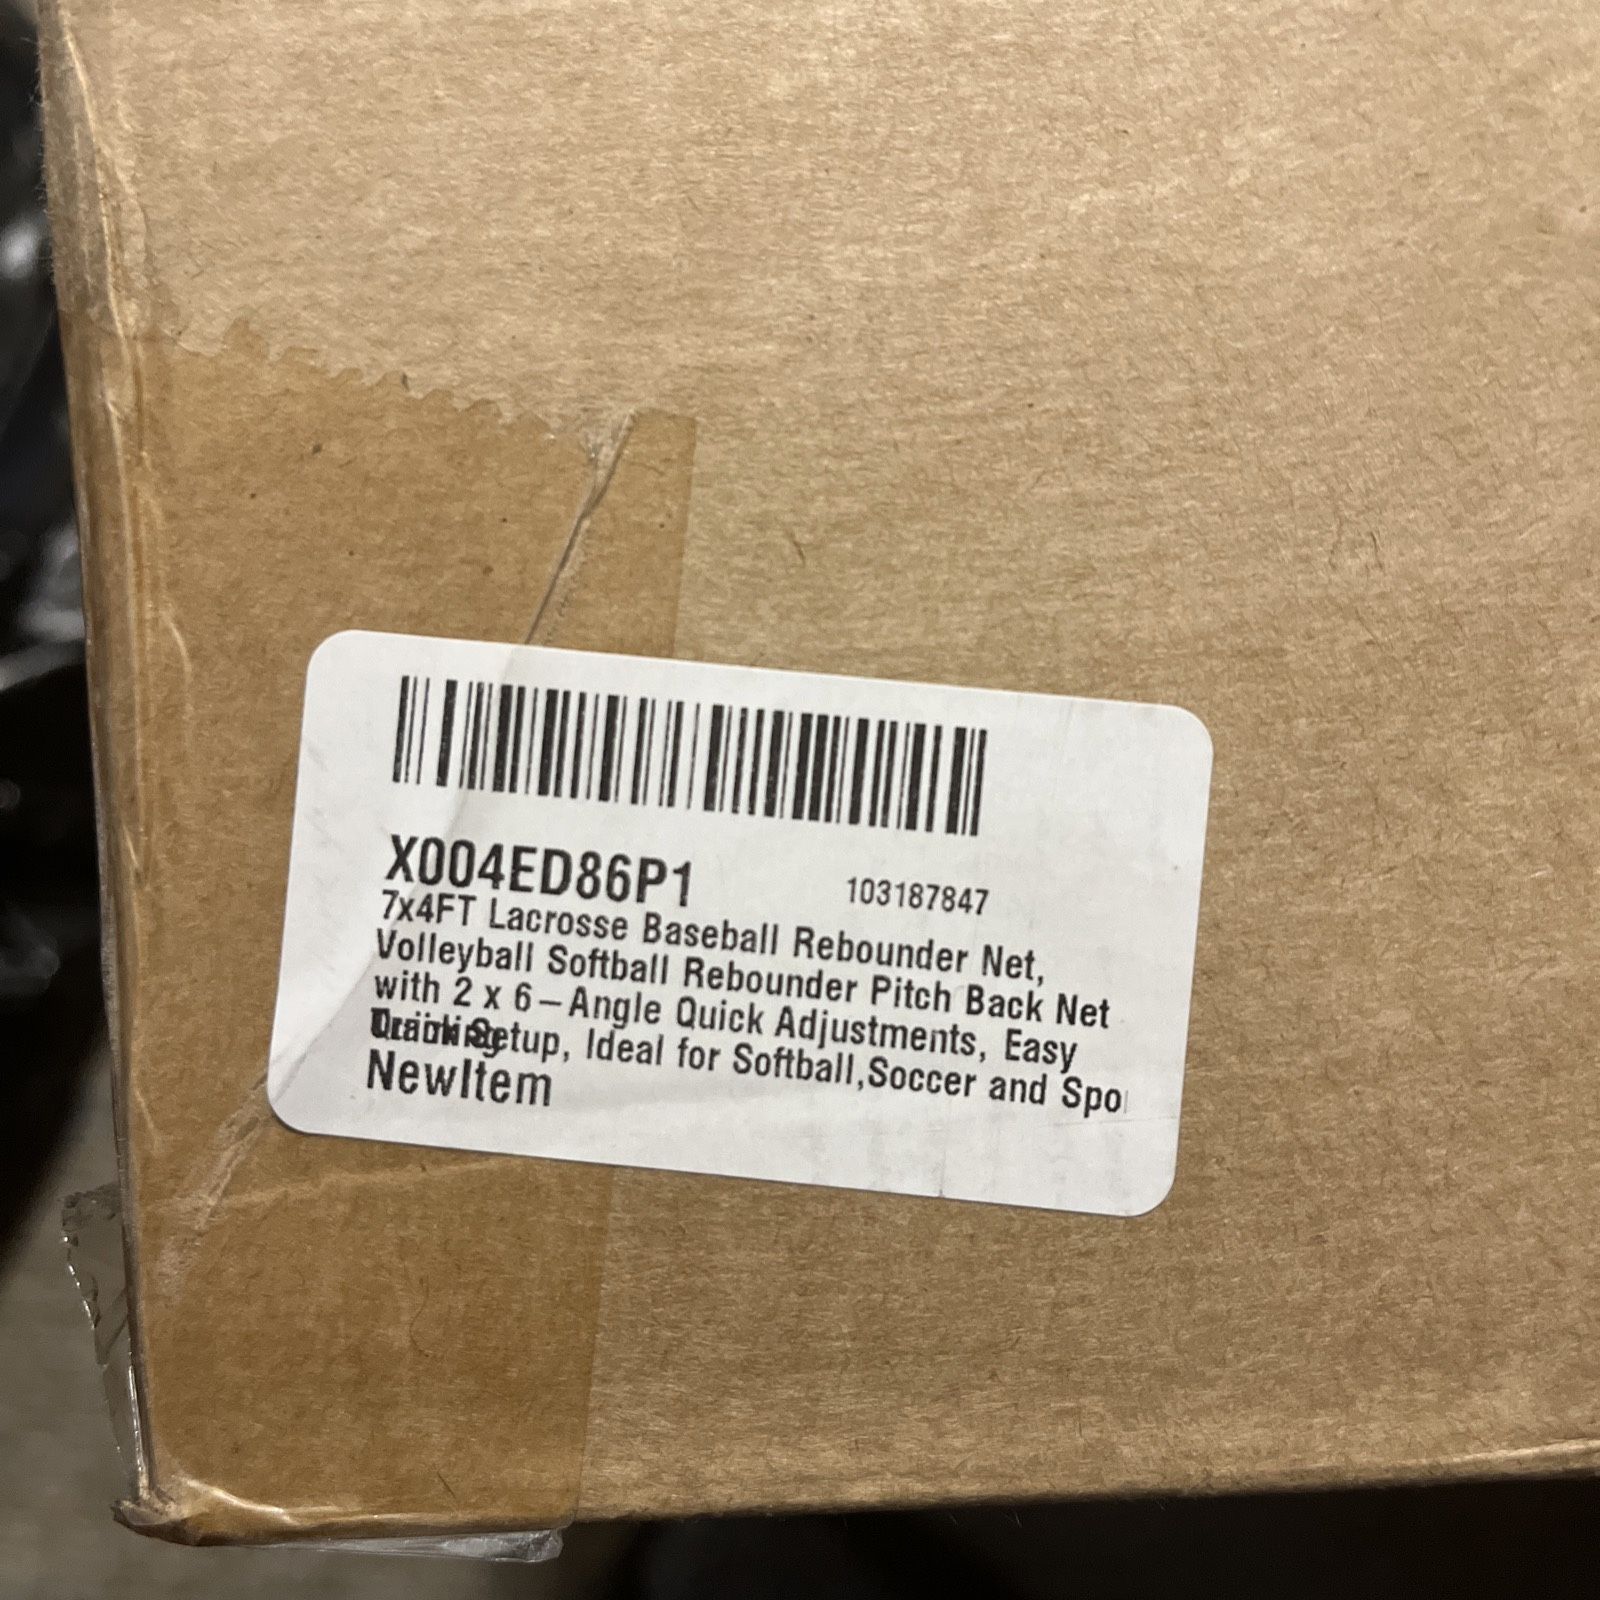 X004ED86P1
103187847
7x4FT Lacrosse Baseball Rebounder Net,
Volleyball Softball Rebounder Pitch Back Net
with 2 x 6–Angle Quick Adjustments, Easy
Setup, Ideal for Softball,Soccer and Spo
NewItem